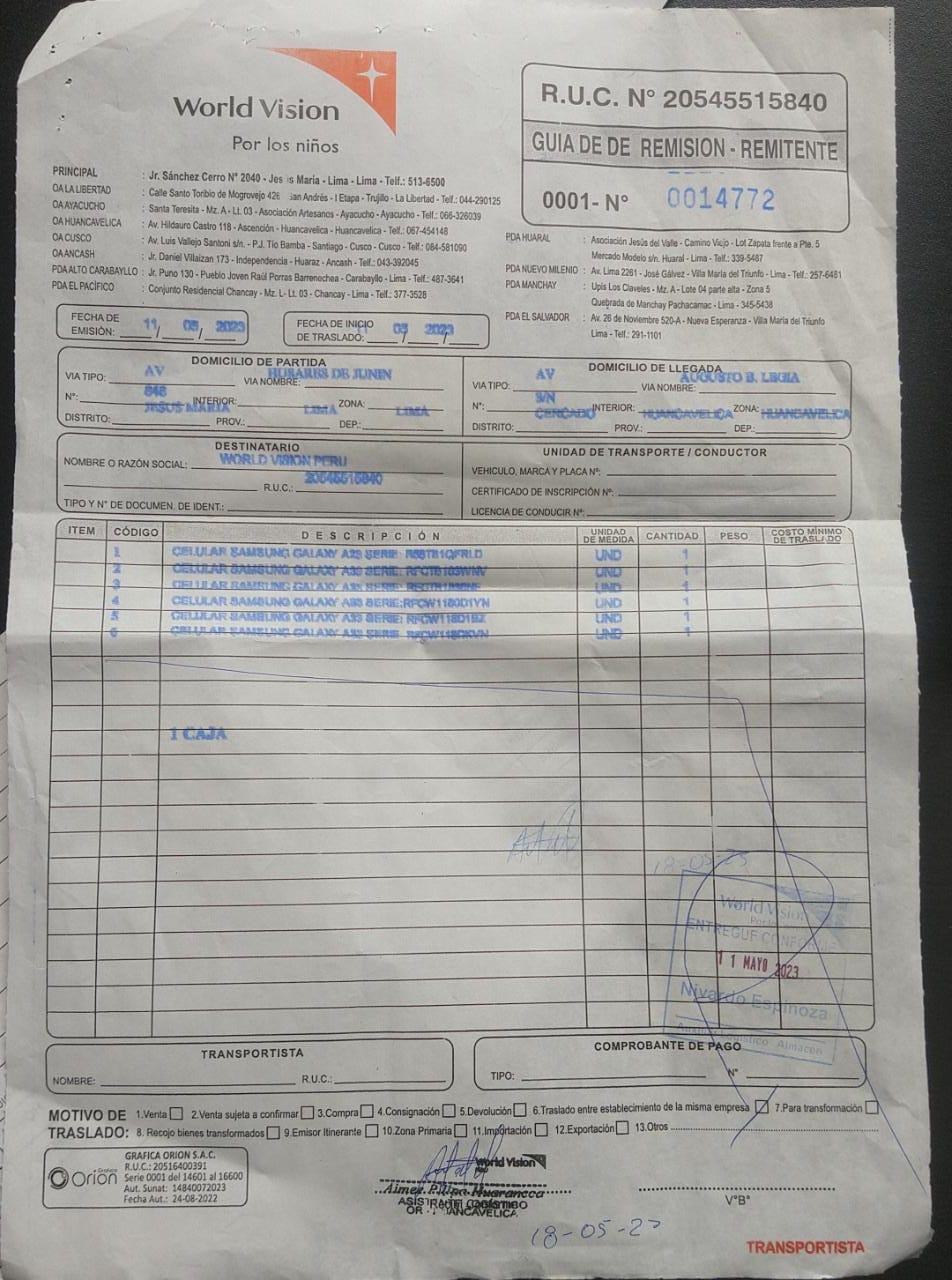 World Vision
Por los niños
R.U.C. N° 20545515840
GUIA DE DE REMISION - REMITENTE
0001- N° 0014772
PRINCIPAL : Jr. Sánchez Cerro N° 2040 - Jesús María - Lima - Lima - Telf.: 513-6500
OA LA LIBERTAD : Calle Santo Toribio de Mogrovejo 426 San Andrés - I Etapa - Trujillo - La Libertad - Telf.: 044-290125
OA AYACUCHO : Santa Teresita - Mz. A - Lt. 03 - Asociación Artesanos - Ayacucho - Ayacucho - Telf.: 066-326039
OA HUANCAVELICA : Av. Hildauro Castro 118 - Ascención - Huancavelica - Huancavelica - Telf.: 067-454148
OA CUSCO : Av. Luis Vallejo Santoni s/n. - P.J. Tío Bamba - Santiago - Cusco - Cusco - Telf.: 084-581090
OA ANCASH : Jr. Daniel Villaizan 173 - Independencia - Huaraz - Ancash - Telf.: 043-392045
PDA ALTO CARABAYLLO : Jr. Puno 130 - Pueblo Joven Raúl Porras Barrenechea - Carabayllo - Lima - Telf.: 487-3641
PDA EL PACÍFICO : Conjunto Residencial Chancay - Mz. L- Lt. 03 - Chancay - Lima - Telf.: 377-3528
PDA HUARAL : Asociación Jesús del Valle - Camino Viejo - Lot Zapata frente a Pte. 5
Mercado Modelo s/n. Huaral - Lima - Telf.: 339-5487
PDA NUEVO MILENIO : Av. Lima 2261 - José Gálvez - Villa María del Triunfo - Lima - Telf.: 257-6481
PDA MANCHAY : Upis Los Claveles - Mz. A - Lote 04 parte alta - Zona 5
Quebrada de Manchay Pachacamac - Lima - 345-5438
PDA EL SALVADOR : Av. 26 de Noviembre 520-A - Nueva Esperanza - Villa María del Triunfo
Lima - Telf.: 291-1101
FECHA DE
EMISIÓN: 11 / 05 / 2023
FECHA DE INICIO
DE TRASLADO: 11 / 05 / 2023
DOMICILIO DE PARTIDA
VIA TIPO: AV VIA NOMBRE: HUSARES DE JUNIN
N°: 848 INTERIOR: ZONA:
DISTRITO: JESUS MARIA PROV.: LIMA DEP.: LIMA
DOMICILIO DE LLEGADA
VIA TIPO: AV VIA NOMBRE: AUGUSTO B. LEGIA
N°: S/N INTERIOR: ZONA:
DISTRITO: CERCADO PROV.: HUANCAVELICA DEP.: HUANCAVELICA
DESTINATARIO
NOMBRE O RAZÓN SOCIAL: WORLD VISION PERU
R.U.C.: 20545515840
TIPO Y N° DE DOCUMEN. DE IDENT.:
UNIDAD DE TRANSPORTE / CONDUCTOR
VEHICULO, MARCA Y PLACA N°:
CERTIFICADO DE INSCRIPCIÓN N°:
LICENCIA DE CONDUCIR N°:
ITEM CÓDIGO DESCRIPCIÓN UNIDAD DE MEDIDA CANTIDAD PESO COSTO MÍNIMO DE TRASLADO
1 CELULAR SAMSUNG GALAXY SERIE: UND 1
2 CELULAR SAMSUNG GALAXY SERIE: UND 1
3 CELULAR SAMSUNG GALAXY SERIE: UND 1
4 CELULAR SAMSUNG GALAXY A33 SERIE:RFCW1180D1YN UND 1
5 CELULAR SAMSUNG GALAXY A33 SERIE: UND 1
6 CELULAR SAMSUNG GALAXY SERIE: UND 1
1 CAJA
18-05-23
World Vision
ENTREGUE CONFORME
11 MAYO 2023
Nivardo Espinoza
Auxiliar Logístico Almacen
TRANSPORTISTA
NOMBRE: R.U.C.:
COMPROBANTE DE PAGO
TIPO: N°
MOTIVO DE 1.Venta 2.Venta sujeta a confirmar 3.Compra 4.Consignación 5.Devolución 6.Traslado entre establecimiento de la misma empresa 7.Para transformación
TRASLADO: 8. Recojo bienes transformados 9.Emisor Itinerante 10.Zona Primaria 11.Importación 12.Exportación 13.Otros
Grafica
Orión
GRAFICA ORION S.A.C.
R.U.C.: 20516400391
Serie 0001 del 14601 al 16600
Aut. Sunat: 14840072023
Fecha Aut.: 24-08-2022
World Vision
Huarancca
HUANCAVELICA
V°B°
18-05-23
TRANSPORTISTA